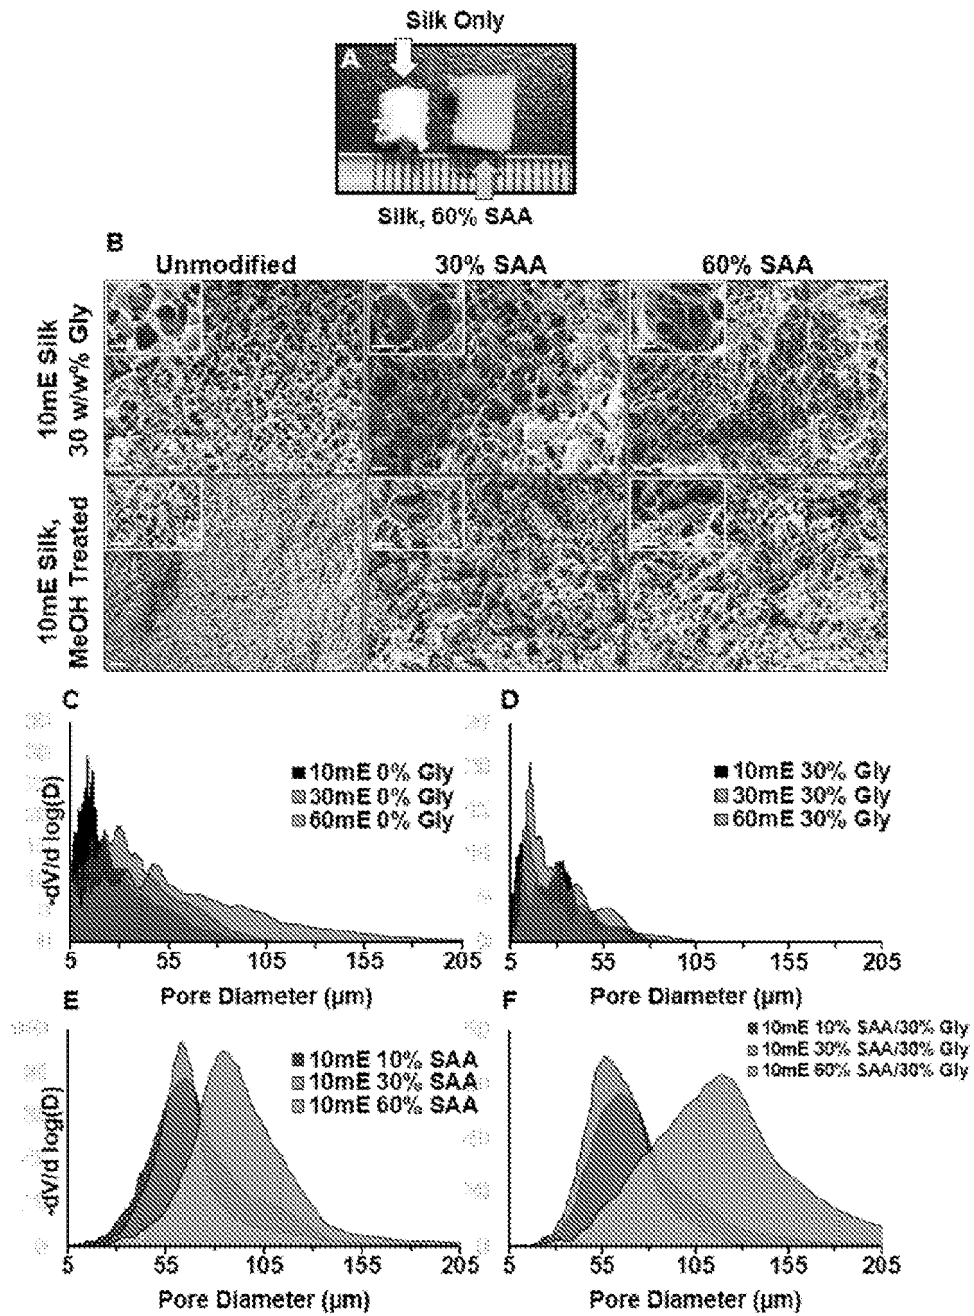 Silk Only
A
Silk, 60% SAA
B
Unmodified
30% SAA
60% SAA
10mE Silk
30 w/w% Gly
10mE Silk,
MeOH Treated
C
-dV/d log(D)
10mE 0% Gly
30mE 0% Gly
60mE 0% Gly
5 55 105 155 205
Pore Diameter (µm)
D
10mE 30% Gly
30mE 30% Gly
60mE 30% Gly
5 55 105 155 205
Pore Diameter (µm)
E
-dV/d log(D)
10mE 10% SAA
10mE 30% SAA
10mE 60% SAA
5 55 105 155 205
Pore Diameter (µm)
F
10mE 10% SAA/30% Gly
10mE 30% SAA/30% Gly
10mE 60% SAA/30% Gly
5 55 105 155 205
Pore Diameter (µm)